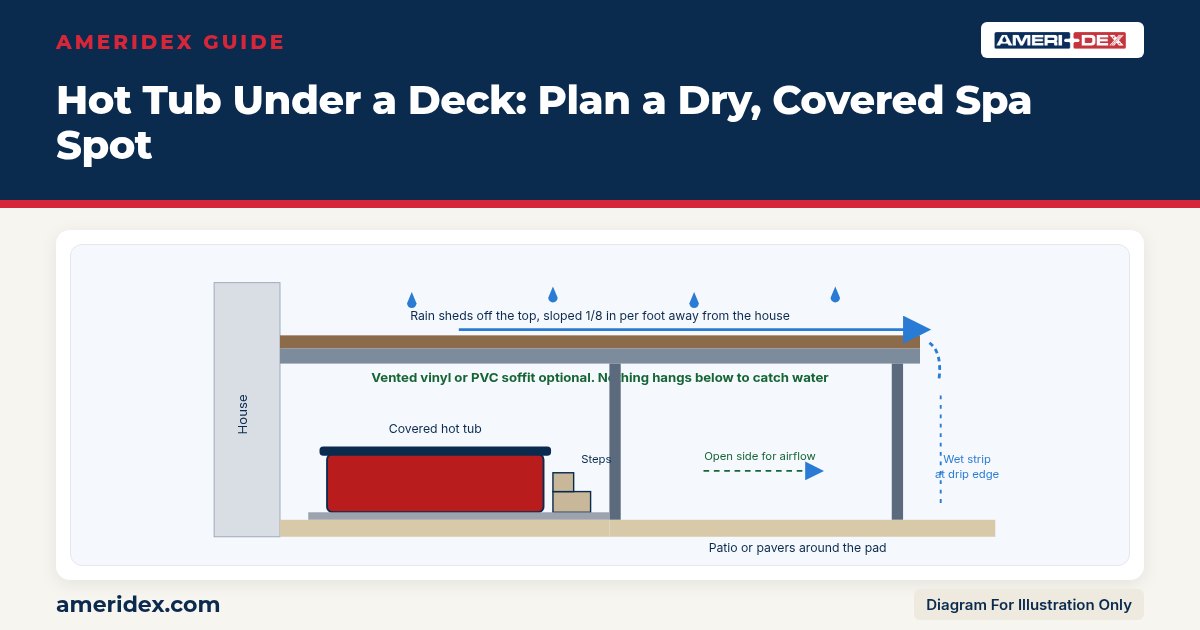 AMERIDEX GUIDE
AMERI-DEX
Hot Tub Under a Deck: Plan a Dry, Covered Spa
Spot
Rain sheds off the top, sloped 1/8 in per foot away from the house
Vented vinyl or PVC soffit optional. Nothing hangs below to catch water
House
Covered hot tub
Steps
Open side for airflow
Wet strip
at drip edge
Patio or pavers around the pad
ameridex.com
Diagram For Illustration Only